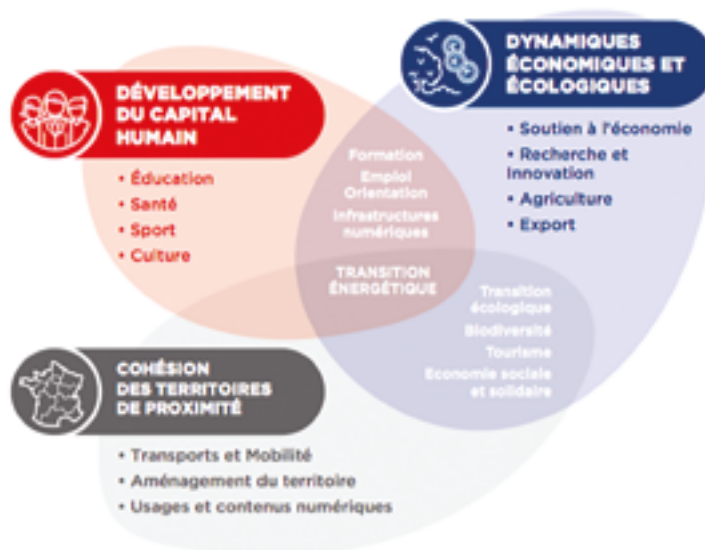 DYNAMIQUES
ÉCONOMIQUES ET
ÉCOLOGIQUES
• Soutien à l'économie
• Recherche et
Innovation
• Agriculture
• Export
DÉVELOPPEMENT
DU CAPITAL
HUMAIN
• Éducation
• Santé
• Sport
• Culture
Formation
Emploi
Orientation
Infrastructures
numériques
TRANSITION
ÉNERGÉTIQUE
Transition
écologique
Biodiversité
Tourisme
Economie sociale
et solidaire
COHÉSION
DES TERRITOIRES
DE PROXIMITÉ
• Transports et Mobilité
• Aménagement du territoire
• Usages et contenus numériques